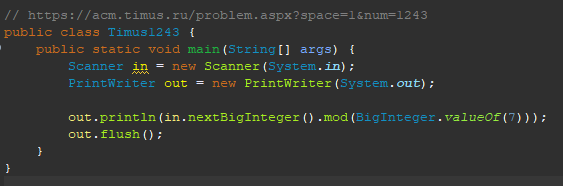 // https://acm.timus.ru/problem.aspx?space=1&num=1243
public class Timus1243 {
public static void main(String[] args) {
Scanner in = new Scanner(System.in);
PrintWriter out = new PrintWriter(System.out);
out.println(in.nextBigInteger().mod(BigInteger.valueOf(7)));
out.flush();
}
}